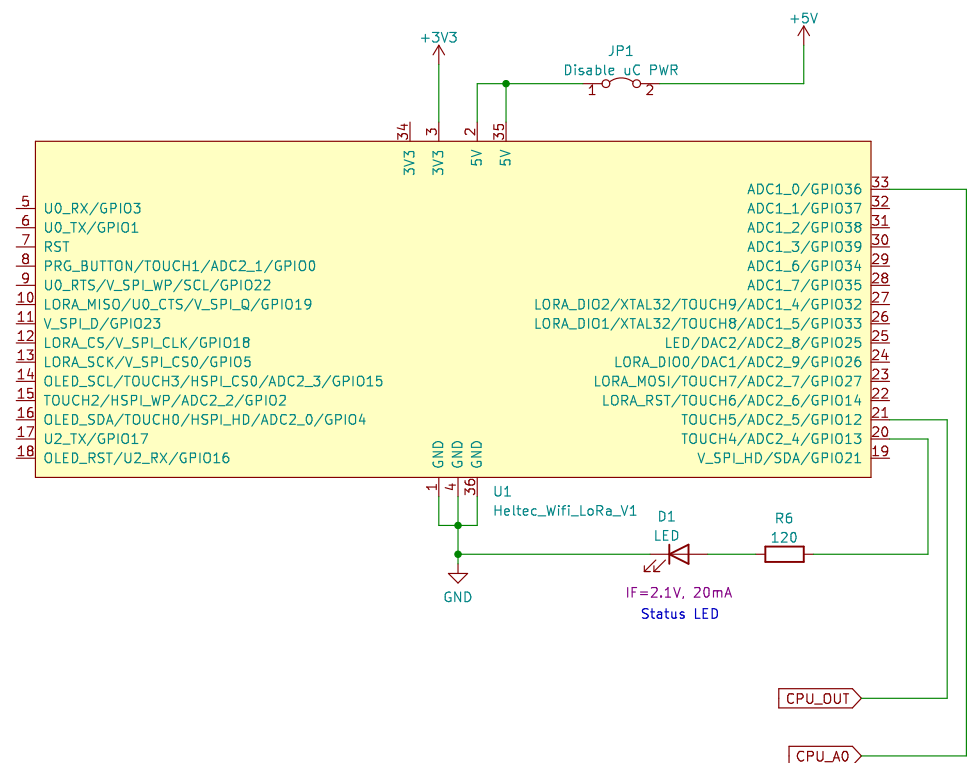 +5V
+3V3
JP1
Disable uC PWR
1 2
34 3 2 35
3V3 3V3 5V 5V
33 ADC1_0/GPIO36
5 U0_RX/GPIO3
32 ADC1_1/GPIO37
6 U0_TX/GPIO1
31 ADC1_2/GPIO38
7 RST
30 ADC1_3/GPIO39
8 PRG_BUTTON/TOUCH1/ADC2_1/GPIO0
29 ADC1_6/GPIO34
9 U0_RTS/V_SPI_WP/SCL/GPIO22
28 ADC1_7/GPIO35
10 LORA_MISO/U0_CTS/V_SPI_Q/GPIO19
27 LORA_DIO2/XTAL32/TOUCH9/ADC1_4/GPIO32
11 V_SPI_D/GPIO23
26 LORA_DIO1/XTAL32/TOUCH8/ADC1_5/GPIO33
12 LORA_CS/V_SPI_CLK/GPIO18
25 LED/DAC2/ADC2_8/GPIO25
13 LORA_SCK/V_SPI_CS0/GPIO5
24 LORA_DIO0/DAC1/ADC2_9/GPIO26
14 OLED_SCL/TOUCH3/HSPI_CS0/ADC2_3/GPIO15
23 LORA_MOSI/TOUCH7/ADC2_7/GPIO27
15 TOUCH2/HSPI_WP/ADC2_2/GPIO2
22 LORA_RST/TOUCH6/ADC2_6/GPIO14
16 OLED_SDA/TOUCH0/HSPI_HD/ADC2_0/GPIO4
21 TOUCH5/ADC2_5/GPIO12
17 U2_TX/GPIO17
20 TOUCH4/ADC2_4/GPIO13
18 OLED_RST/U2_RX/GPIO16
19 V_SPI_HD/SDA/GPIO21
GND GND GND
1 4 36
U1
Heltec_Wifi_LoRa_V1
D1
LED
R6
120
IF=2.1V, 20mA
Status LED
GND
CPU_OUT
CPU_A0